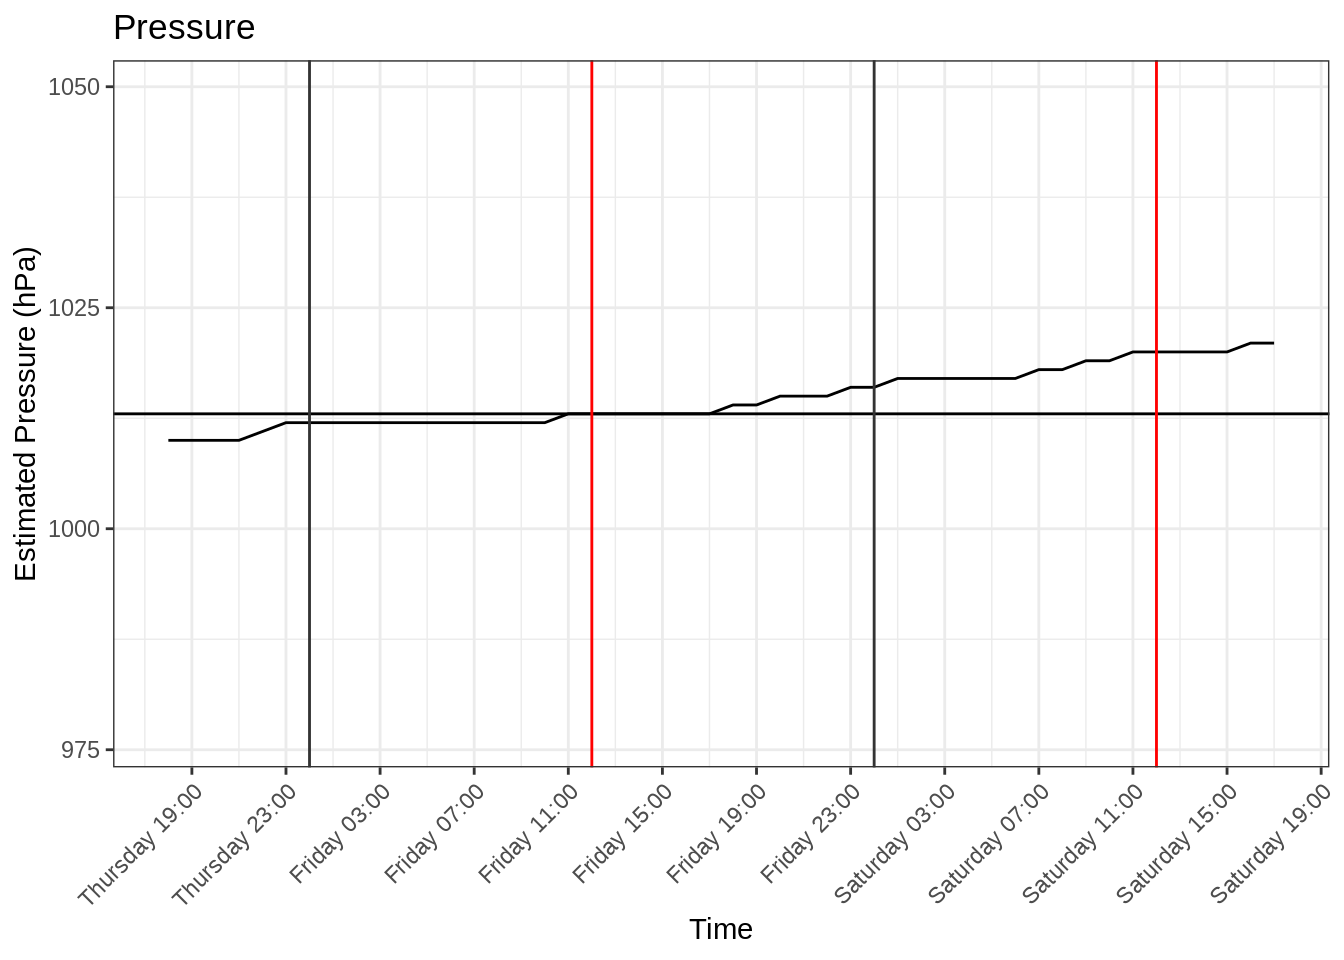 Pressure
Estimated Pressure (hPa)
1050
1025
1000
975
Thursday 19:00
Thursday 23:00
Friday 03:00
Friday 07:00
Friday 11:00
Friday 15:00
Friday 19:00
Friday 23:00
Saturday 03:00
Saturday 07:00
Saturday 11:00
Saturday 15:00
Saturday 19:00
Time